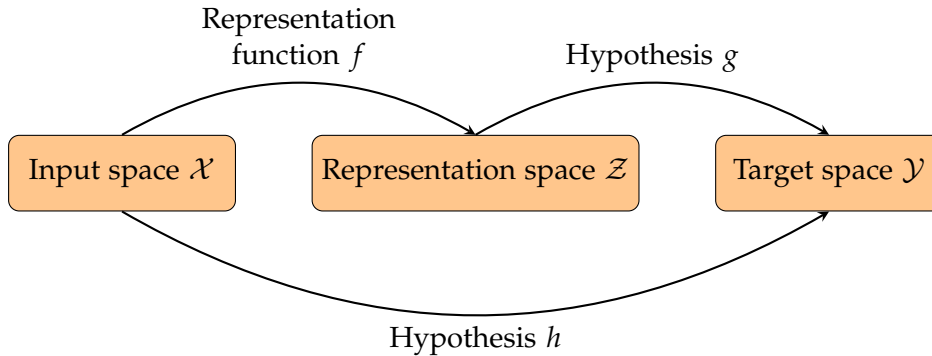 Representation
function f
Hypothesis g
Input space 𝒳
Representation space 𝒵
Target space 𝒴
Hypothesis h